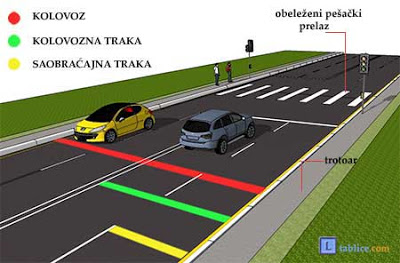 KOLOVOZ
KOLOVOZNA TRAKA
SAOBRAĆAJNA TRAKA
obeleženi pešački
prelaz
trotoar
L tablice.com